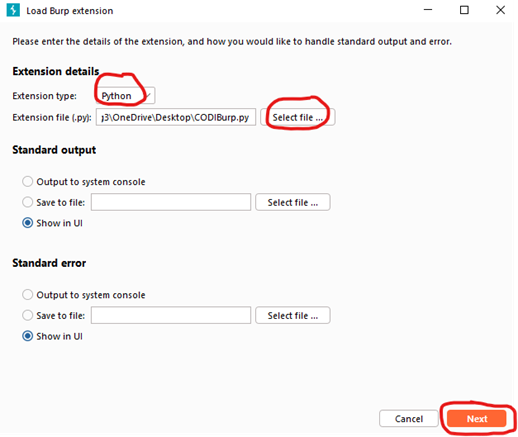 Load Burp extension
Please enter the details of the extension, and how you would like to handle standard output and error.
Extension details
Extension type: Python
Extension file (.py): ȷ3\OneDrive\Desktop\CODIBurp.py Select file ...
Standard output
Output to system console
Save to file: Select file ...
Show in UI
Standard error
Output to system console
Save to file: Select file ...
Show in UI
Cancel Next